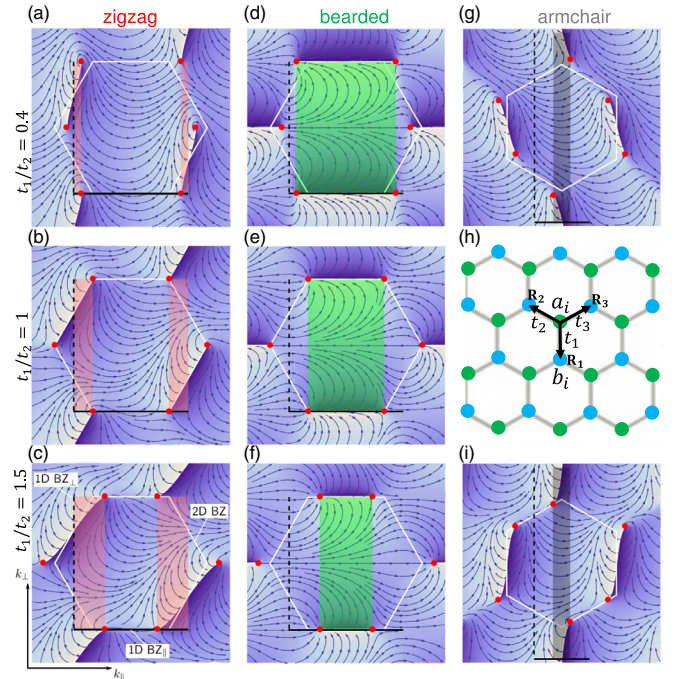 (a) zigzag (d) bearded (g) armchair
t₁/t₂ = 0.4
(b) (e) (h)
R₂ aᵢ R₃
t₂ t₃
t₁
R₁
bᵢ
t₁/t₂ = 1
(c) (f) (i)
1D BZ⊥
2D BZ
t₁/t₂ = 1.5
k⊥
1D BZ∥
k∥